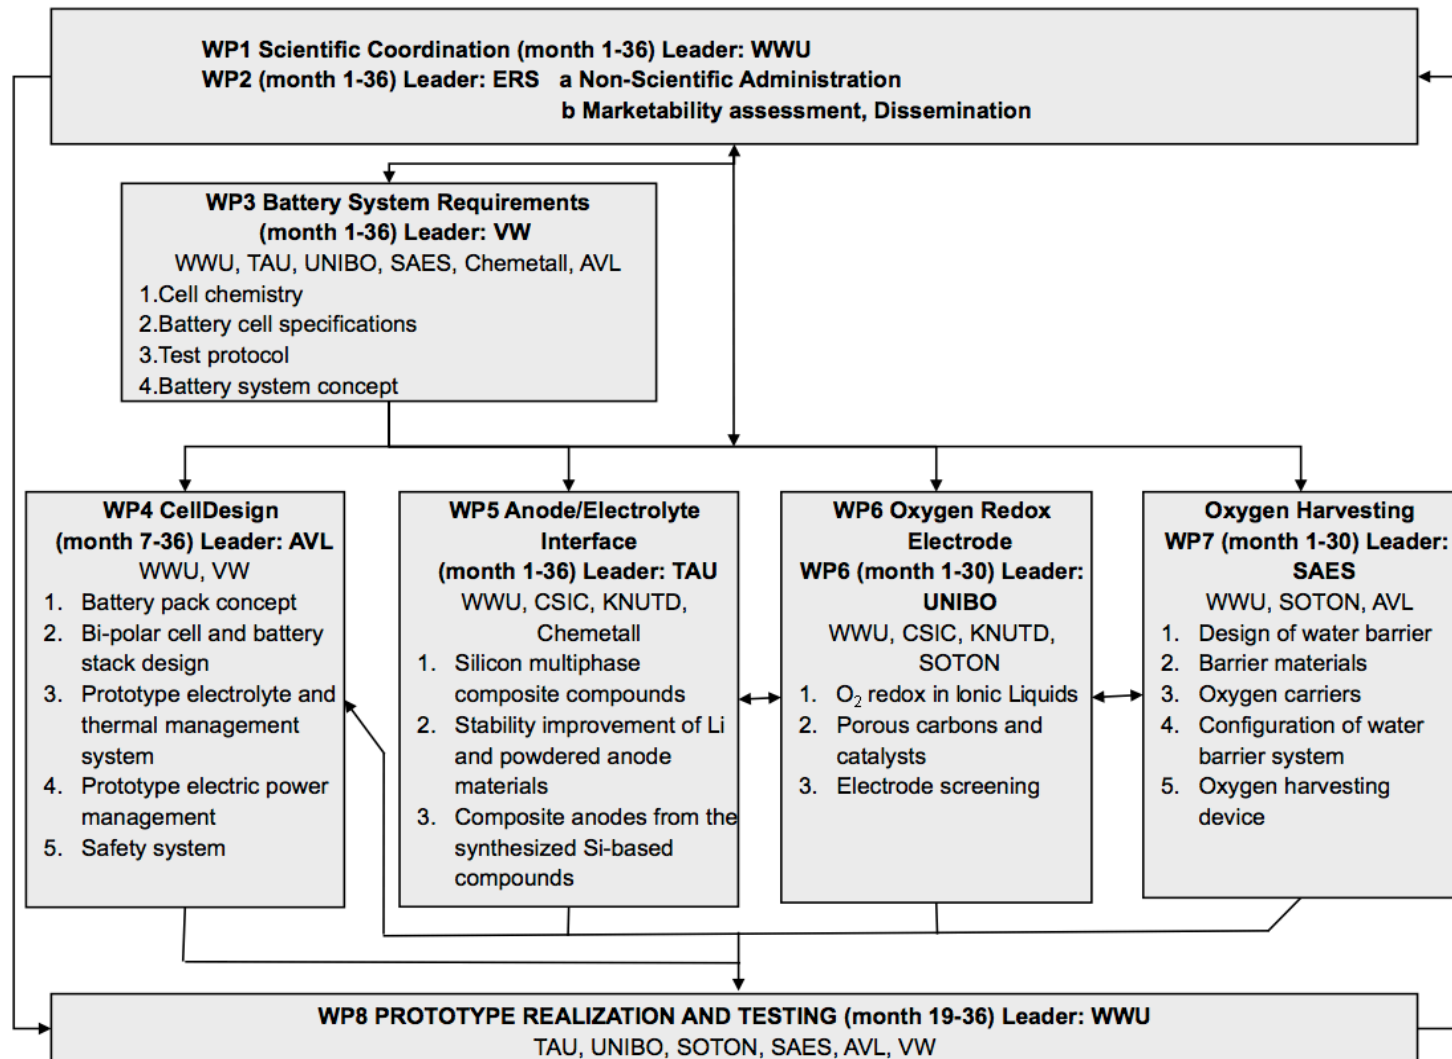 WP1 Scientific Coordination (month 1-36) Leader: WWU
WP2 (month 1-36) Leader: ERS a Non-Scientific Administration
b Marketability assessment, Dissemination
WP3 Battery System Requirements
(month 1-36) Leader: VW
WWU, TAU, UNIBO, SAES, Chemetall, AVL
1.Cell chemistry
2.Battery cell specifications
3.Test protocol
4.Battery system concept
WP4 CellDesign
(month 7-36) Leader: AVL
WWU, VW
1. Battery pack concept
2. Bi-polar cell and battery
stack design
3. Prototype electrolyte and
thermal management
system
4. Prototype electric power
management
5. Safety system
WP5 Anode/Electrolyte
Interface
(month 1-36) Leader: TAU
WWU, CSIC, KNUTD,
Chemetall
1. Silicon multiphase
composite compounds
2. Stability improvement of Li
and powdered anode
materials
3. Composite anodes from the
synthesized Si-based
compounds
WP6 Oxygen Redox
Electrode
WP6 (month 1-30) Leader:
UNIBO
WWU, CSIC, KNUTD,
SOTON
1. O₂ redox in Ionic Liquids
2. Porous carbons and
catalysts
3. Electrode screening
Oxygen Harvesting
WP7 (month 1-30) Leader:
SAES
WWU, SOTON, AVL
1. Design of water barrier
2. Barrier materials
3. Oxygen carriers
4. Configuration of water
barrier system
5. Oxygen harvesting
device
WP8 PROTOTYPE REALIZATION AND TESTING (month 19-36) Leader: WWU
TAU, UNIBO, SOTON, SAES, AVL, VW